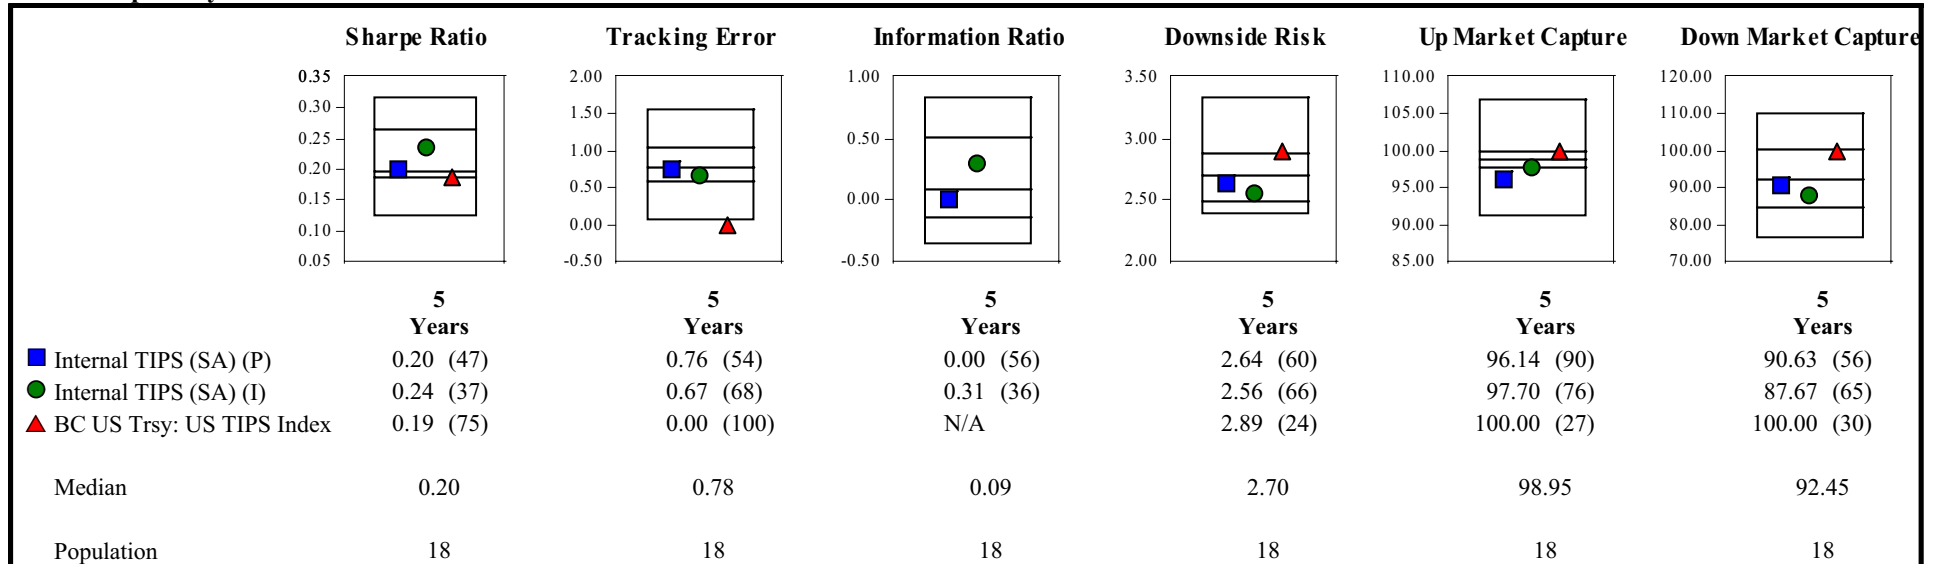 Sharpe Ratio Tracking Error Information Ratio Downside Risk Up Market Capture Down Market Capture
0.35 2.00 1.00 3.50 110.00 120.00
0.30 1.50 105.00 110.00
0.25 0.50 3.00
1.00 100.00 100.00
0.20
0.50 0.00 2.50 95.00 90.00
0.15
0.10 0.00 90.00 80.00
0.05 -0.50 -0.50 2.00 85.00 70.00
5 5 5 5 5 5
Years Years Years Years Years Years
Internal TIPS (SA) (P) 0.20 (47) 0.76 (54) 0.00 (56) 2.64 (60) 96.14 (90) 90.63 (56)
Internal TIPS (SA) (I) 0.24 (37) 0.67 (68) 0.31 (36) 2.56 (66) 97.70 (76) 87.67 (65)
BC US Trsy: US TIPS Index 0.19 (75) 0.00 (100) N/A 2.89 (24) 100.00 (27) 100.00 (30)
Median 0.20 0.78 0.09 2.70 98.95 92.45
Population 18 18 18 18 18 18